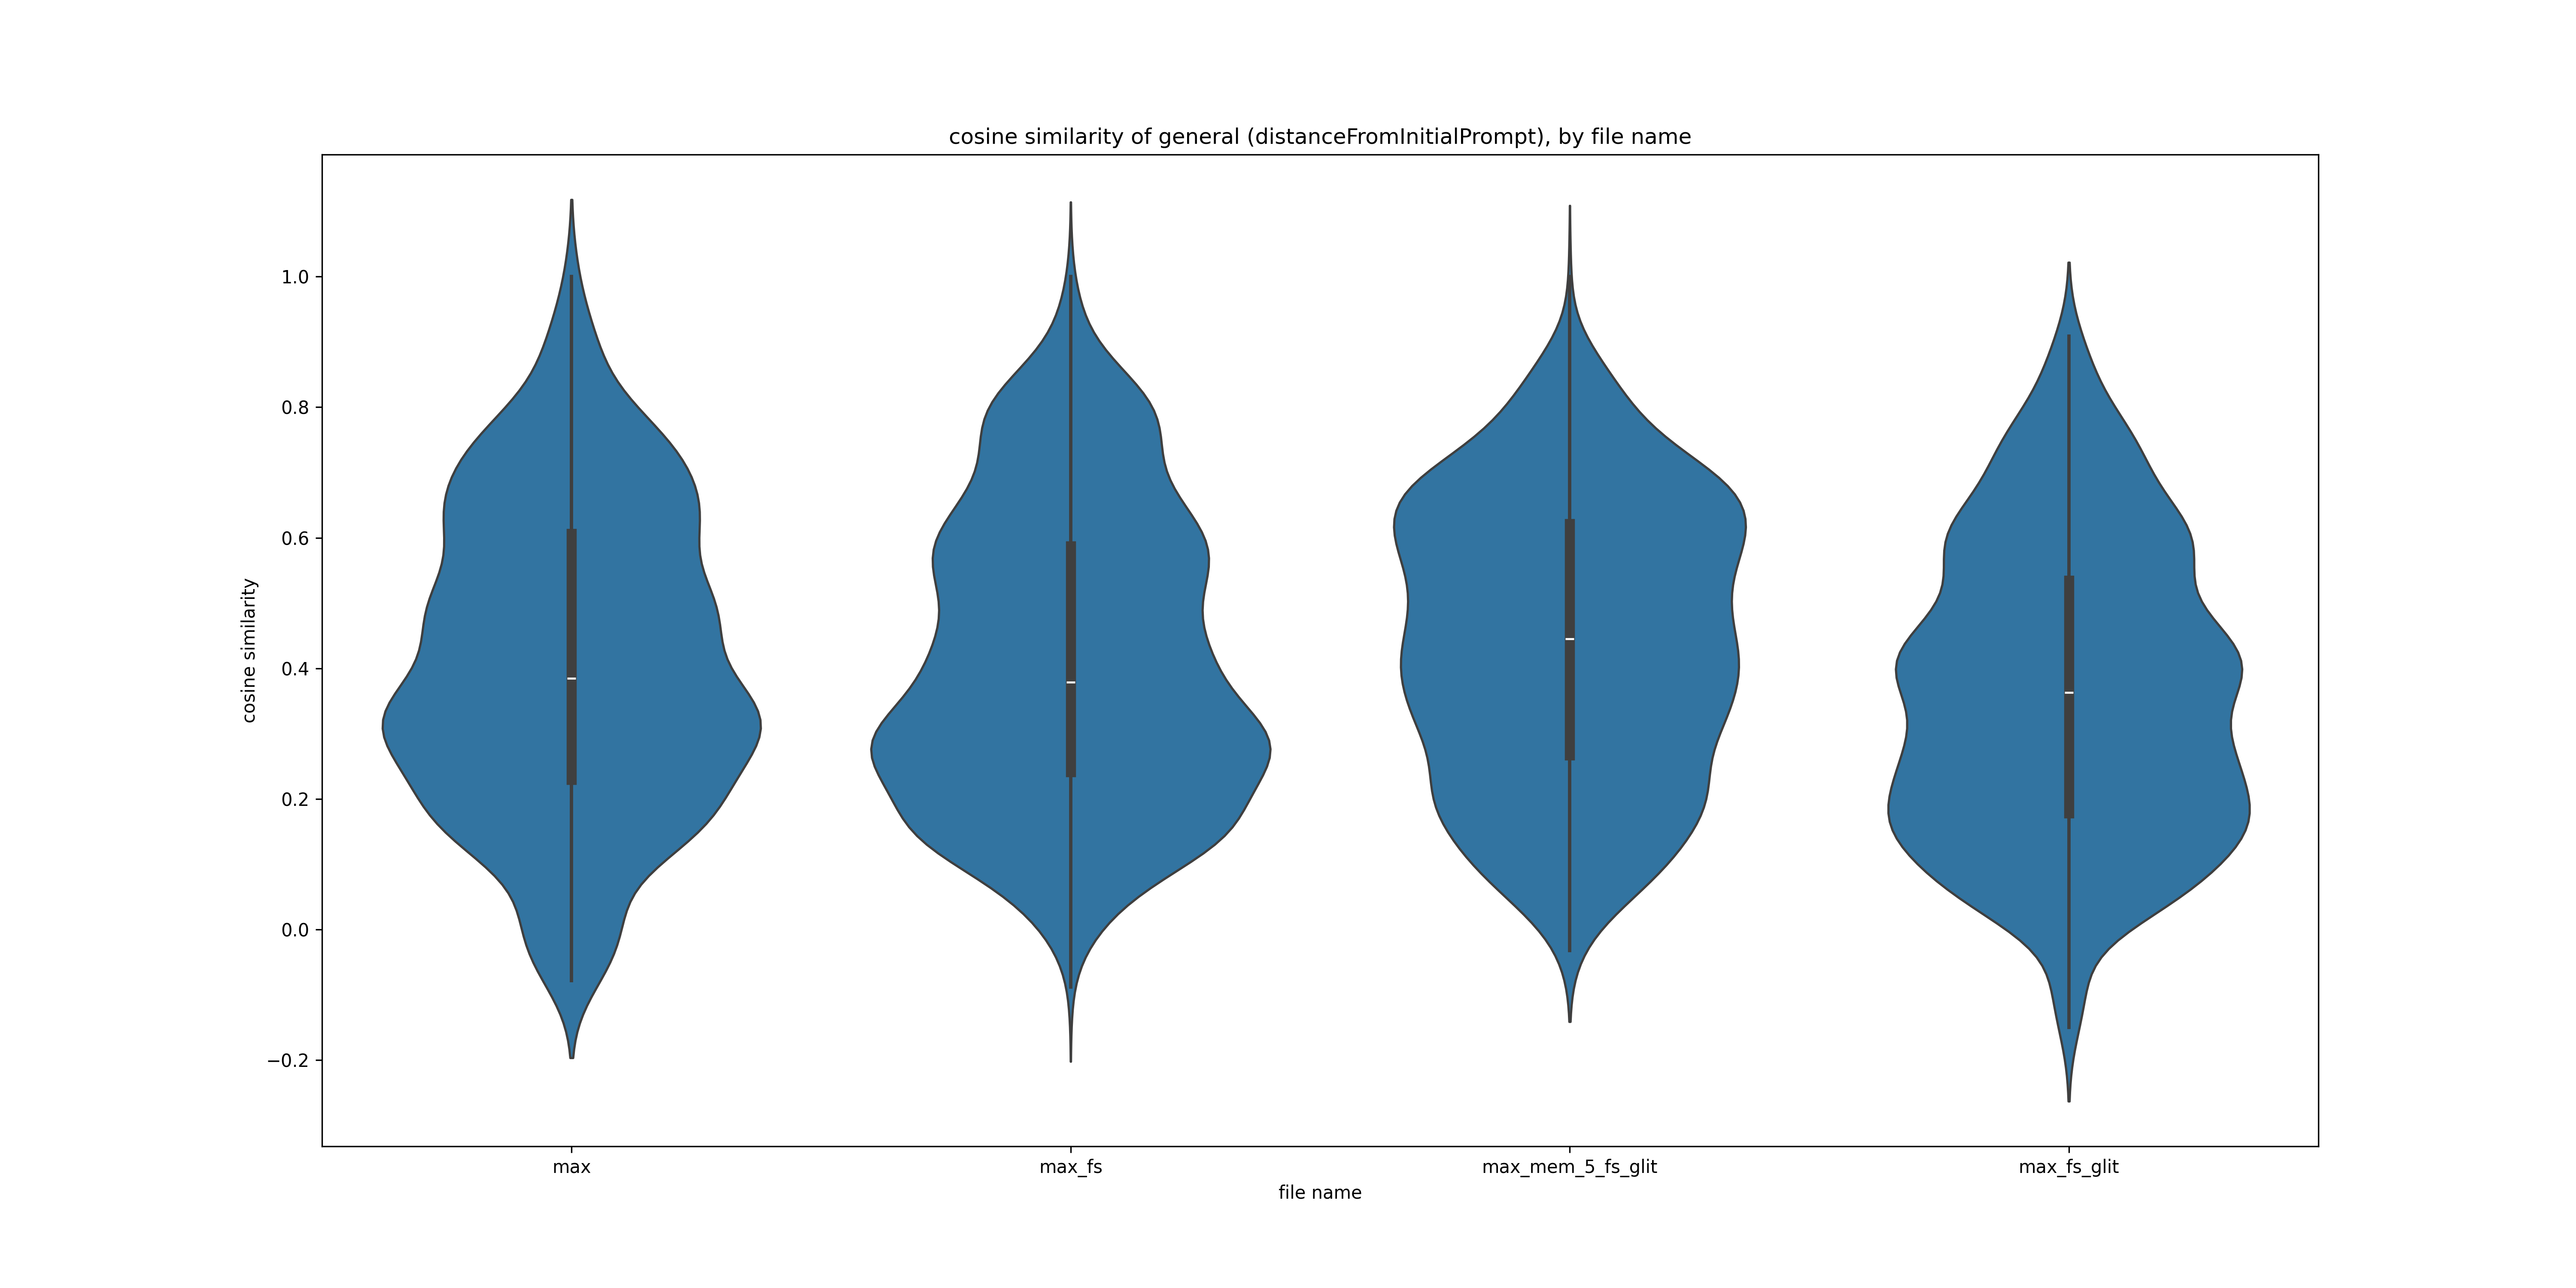 cosine similarity of general (distanceFromInitialPrompt), by file name
cosine similarity
1.0
0.8
0.6
0.4
0.2
0.0
−0.2
max
max_fs
max_mem_5_fs_glit
max_fs_glit
file name